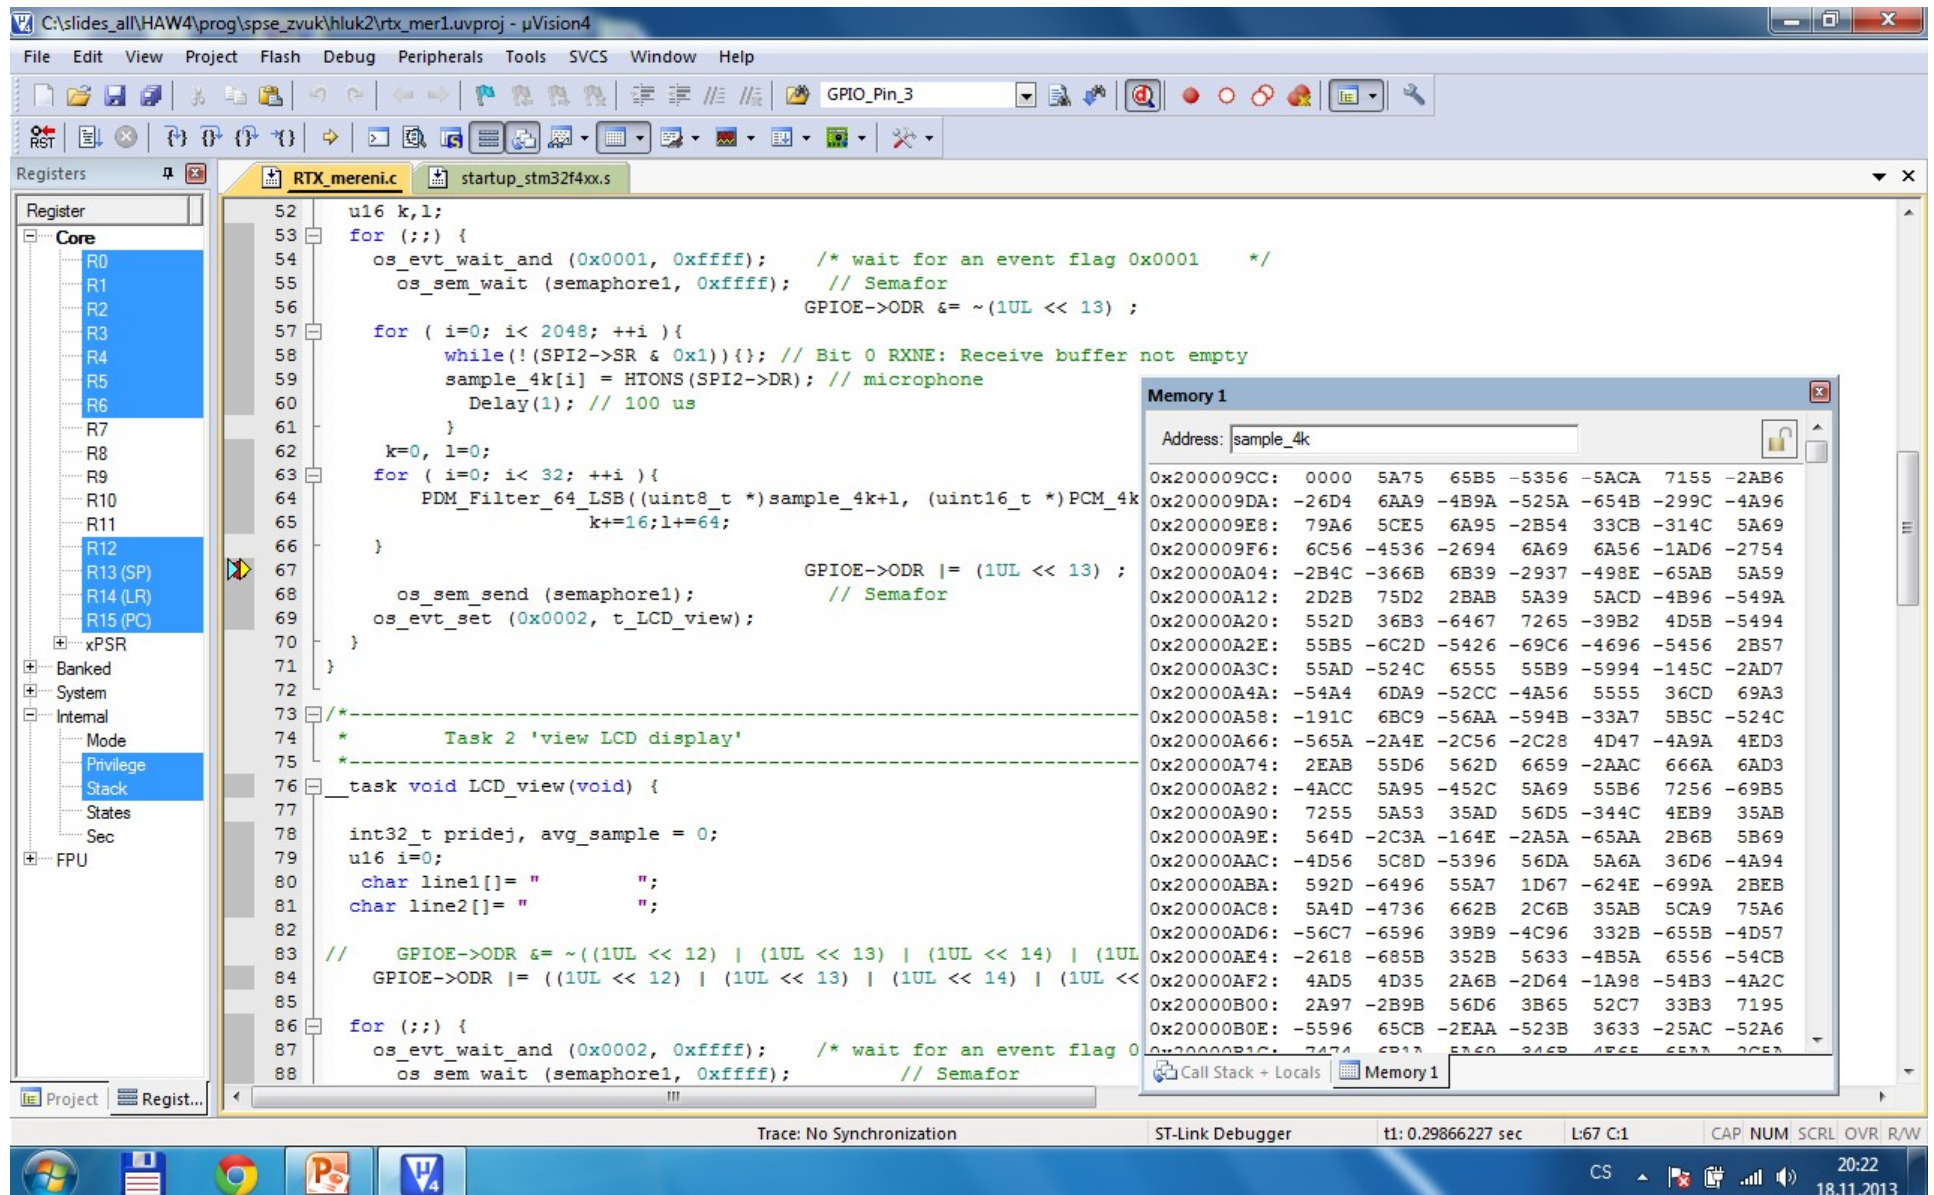 C:\slides_all\HAW4\prog\spse_zvuk\hluk2\rtx_mer1.uvproj - µVision4
File Edit View Project Flash Debug Peripherals Tools SVCS Window Help
GPIO_Pin_3
RST
Registers
RTX_mereni.c startup_stm32f4xx.s
Register
Core
R0
R1
R2
R3
R4
R5
R6
R7
R8
R9
R10
R11
R12
R13 (SP)
R14 (LR)
R15 (PC)
xPSR
Banked
System
Internal
Mode
Privilege
Stack
States
Sec
FPU
Project Regist...
52 u16 k,l;
53 for (;;) {
54 os_evt_wait_and (0x0001, 0xffff); /* wait for an event flag 0x0001 */
55 os_sem_wait (semaphore1, 0xffff); // Semafor
56 GPIOE->ODR &= ~(1UL << 13) ;
57 for ( i=0; i< 2048; ++i ){
58 while(!(SPI2->SR & 0x1)){}; // Bit 0 RXNE: Receive buffer not empty
59 sample_4k[i] = HTONS(SPI2->DR); // microphone
60 Delay(1); // 100 us
61 }
62 k=0, l=0;
63 for ( i=0; i< 32; ++i ){
64 PDM_Filter_64_LSB((uint8_t *)sample_4k+l, (uint16_t *)PCM_4k
65 k+=16;l+=64;
66 }
67 GPIOE->ODR |= (1UL << 13) ;
68 os_sem_send (semaphore1); // Semafor
69 os_evt_set (0x0002, t_LCD_view);
70 }
71 }
72
73 /*------------------------------------------------------------------
74 * Task 2 'view LCD display'
75 *------------------------------------------------------------------
76 __task void LCD_view(void) {
77
78 int32_t pridej, avg_sample = 0;
79 u16 i=0;
80 char line1[]= " ";
81 char line2[]= " ";
82
83 // GPIOE->ODR &= ~((1UL << 12) | (1UL << 13) | (1UL << 14) | (1UL
84 GPIOE->ODR |= ((1UL << 12) | (1UL << 13) | (1UL << 14) | (1UL <<
85
86 for (;;) {
87 os_evt_wait_and (0x0002, 0xffff); /* wait for an event flag 0
88 os_sem_wait (semaphore1, 0xffff); // Semafor
Memory 1
Address: sample_4k
0x200009CC: 0000 5A75 65B5 -5356 -5ACA 7155 -2AB6
0x200009DA: -26D4 6AA9 -4B9A -525A -654B -299C -4A96
0x200009E8: 79A6 5CE5 6A95 -2B54 33CB -314C 5A69
0x200009F6: 6C56 -4536 -2694 6A69 6A56 -1AD6 -2754
0x20000A04: -2B4C -366B 6B39 -2937 -498E -65AB 5A59
0x20000A12: 2D2B 75D2 2BAB 5A39 5ACD -4B96 -549A
0x20000A20: 552D 36B3 -6467 7265 -39B2 4D5B -5494
0x20000A2E: 55B5 -6C2D -5426 -69C6 -4696 -5456 2B57
0x20000A3C: 55AD -524C 6555 55B9 -5994 -145C -2AD7
0x20000A4A: -54A4 6DA9 -52CC -4A56 5555 36CD 69A3
0x20000A58: -191C 6BC9 -56AA -594B -33A7 5B5C -524C
0x20000A66: -565A -2A4E -2C56 -2C28 4D47 -4A9A 4ED3
0x20000A74: 2EAB 55D6 562D 6659 -2AAC 666A 6AD3
0x20000A82: -4ACC 5A95 -452C 5A69 55B6 7256 -69B5
0x20000A90: 7255 5A53 35AD 56D5 -344C 4EB9 35AB
0x20000A9E: 564D -2C3A -164E -2A5A -65AA 2B6B 5B69
0x20000AAC: -4D56 5C8D -5396 56DA 5A6A 36D6 -4A94
0x20000ABA: 592D -6496 55A7 1D67 -624E -699A 2BEB
0x20000AC8: 5A4D -4736 662B 2C6B 35AB 5CA9 75A6
0x20000AD6: -56C7 -6596 39B9 -4C96 332B -655B -4D57
0x20000AE4: -2618 -685B 352B 5633 -4B5A 6556 -54CB
0x20000AF2: 4AD5 4D35 2A6B -2D64 -1A98 -54B3 -4A2C
0x20000B00: 2A97 -2B9B 56D6 3B65 52C7 33B3 7195
0x20000B0E: -5596 65CB -2EAA -523B 3633 -25AC -52A6
Call Stack + Locals Memory 1
Trace: No Synchronization ST-Link Debugger t1: 0.29866227 sec L:67 C:1 CAP NUM SCRL OVR R/W
CS 20:22
18.11.2013